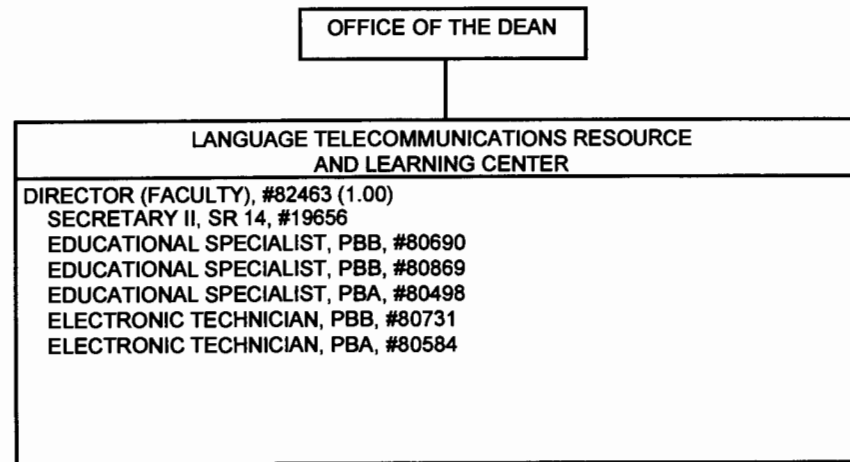 OFFICE OF THE DEAN
LANGUAGE TELECOMMUNICATIONS RESOURCE
AND LEARNING CENTER
DIRECTOR (FACULTY), #82463 (1.00)
SECRETARY II, SR 14, #19656
EDUCATIONAL SPECIALIST, PBB, #80690
EDUCATIONAL SPECIALIST, PBB, #80869
EDUCATIONAL SPECIALIST, PBA, #80498
ELECTRONIC TECHNICIAN, PBB, #80731
ELECTRONIC TECHNICIAN, PBA, #80584